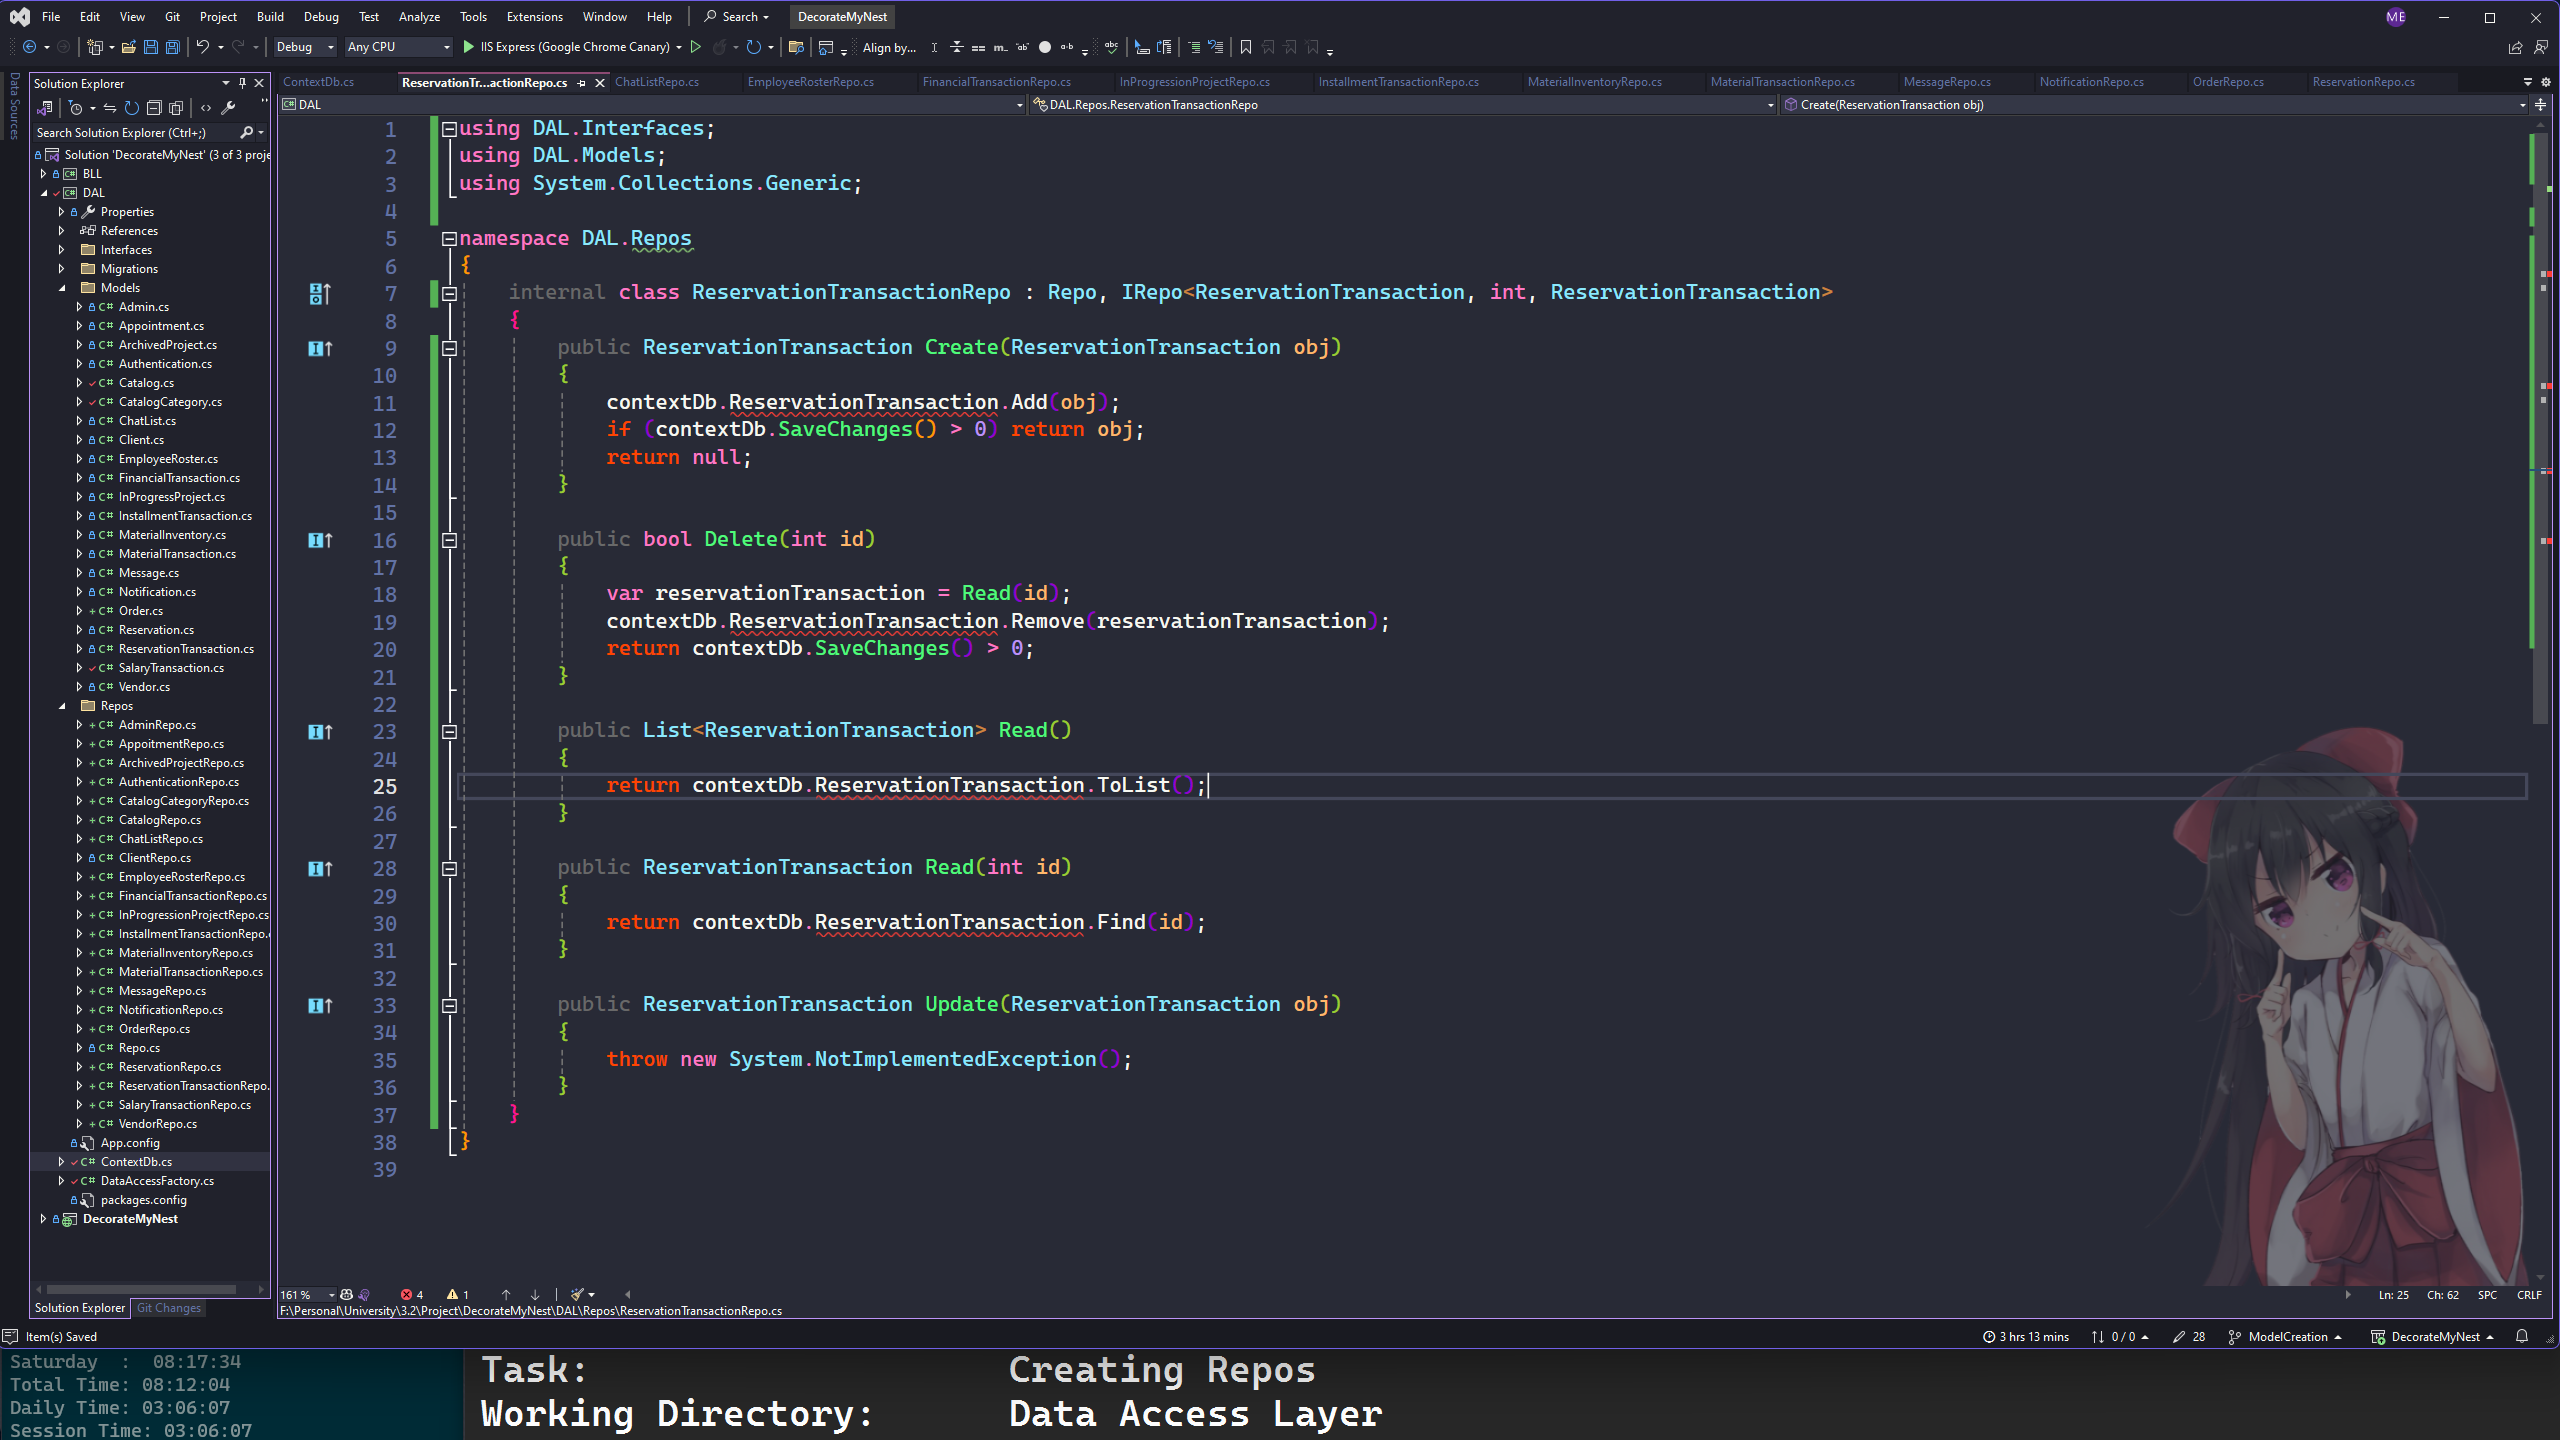 File Edit View Git Project Build Debug Test Analyze Tools Extensions Window Help Search DecorateMyNest ME
Debug Any CPU IIS Express (Google Chrome Canary) Align by...
Data Sources
Solution Explorer
Search Solution Explorer (Ctrl+;)
Solution 'DecorateMyNest' (3 of 3 proje
BLL
DAL
Properties
References
Interfaces
Migrations
Models
C# Admin.cs
C# Appointment.cs
C# ArchivedProject.cs
C# Authentication.cs
C# Catalog.cs
C# CatalogCategory.cs
C# ChatList.cs
C# Client.cs
C# EmployeeRoster.cs
C# FinancialTransaction.cs
C# InProgressProject.cs
C# InstallmentTransaction.cs
C# MaterialInventory.cs
C# MaterialTransaction.cs
C# Message.cs
C# Notification.cs
C# Order.cs
C# Reservation.cs
C# ReservationTransaction.cs
C# SalaryTransaction.cs
C# Vendor.cs
Repos
C# AdminRepo.cs
C# AppoitmentRepo.cs
C# ArchivedProjectRepo.cs
C# AuthenticationRepo.cs
C# CatalogCategoryRepo.cs
C# CatalogRepo.cs
C# ChatListRepo.cs
C# ClientRepo.cs
C# EmployeeRosterRepo.cs
C# FinancialTransactionRepo.cs
C# InProgressionProjectRepo.cs
C# InstallmentTransactionRepo.
C# MaterialInventoryRepo.cs
C# MaterialTransactionRepo.cs
C# MessageRepo.cs
C# NotificationRepo.cs
C# OrderRepo.cs
C# Repo.cs
C# ReservationRepo.cs
C# ReservationTransactionRepo.
C# SalaryTransactionRepo.cs
C# VendorRepo.cs
App.config
C# ContextDb.cs
C# DataAccessFactory.cs
packages.config
DecorateMyNest
Solution Explorer Git Changes
ContextDb.cs ReservationTr...actionRepo.cs ChatListRepo.cs EmployeeRosterRepo.cs FinancialTransactionRepo.cs InProgressionProjectRepo.cs InstallmentTransactionRepo.cs MaterialInventoryRepo.cs MaterialTransactionRepo.cs MessageRepo.cs NotificationRepo.cs OrderRepo.cs ReservationRepo.cs
DAL DAL.Repos.ReservationTransactionRepo Create(ReservationTransaction obj)
1 using DAL.Interfaces;
2 using DAL.Models;
3 using System.Collections.Generic;
4
5 namespace DAL.Repos
6 {
7 internal class ReservationTransactionRepo : Repo, IRepo<ReservationTransaction, int, ReservationTransaction>
8 {
9 public ReservationTransaction Create(ReservationTransaction obj)
10 {
11 contextDb.ReservationTransaction.Add(obj);
12 if (contextDb.SaveChanges() > 0) return obj;
13 return null;
14 }
15
16 public bool Delete(int id)
17 {
18 var reservationTransaction = Read(id);
19 contextDb.ReservationTransaction.Remove(reservationTransaction);
20 return contextDb.SaveChanges() > 0;
21 }
22
23 public List<ReservationTransaction> Read()
24 {
25 return contextDb.ReservationTransaction.ToList();
26 }
27
28 public ReservationTransaction Read(int id)
29 {
30 return contextDb.ReservationTransaction.Find(id);
31 }
32
33 public ReservationTransaction Update(ReservationTransaction obj)
34 {
35 throw new System.NotImplementedException();
36 }
37 }
38 }
39
161 % 4 1 Ln: 25 Ch: 62 SPC CRLF
F:\Personal\University\3.2\Project\DecorateMyNest\DAL\Repos\ReservationTransactionRepo.cs
Item(s) Saved 3 hrs 13 mins 0 / 0 28 ModelCreation DecorateMyNest
Saturday : 08:17:34
Total Time: 08:12:04
Daily Time: 03:06:07
Session Time: 03:06:07
Task: Creating Repos
Working Directory: Data Access Layer